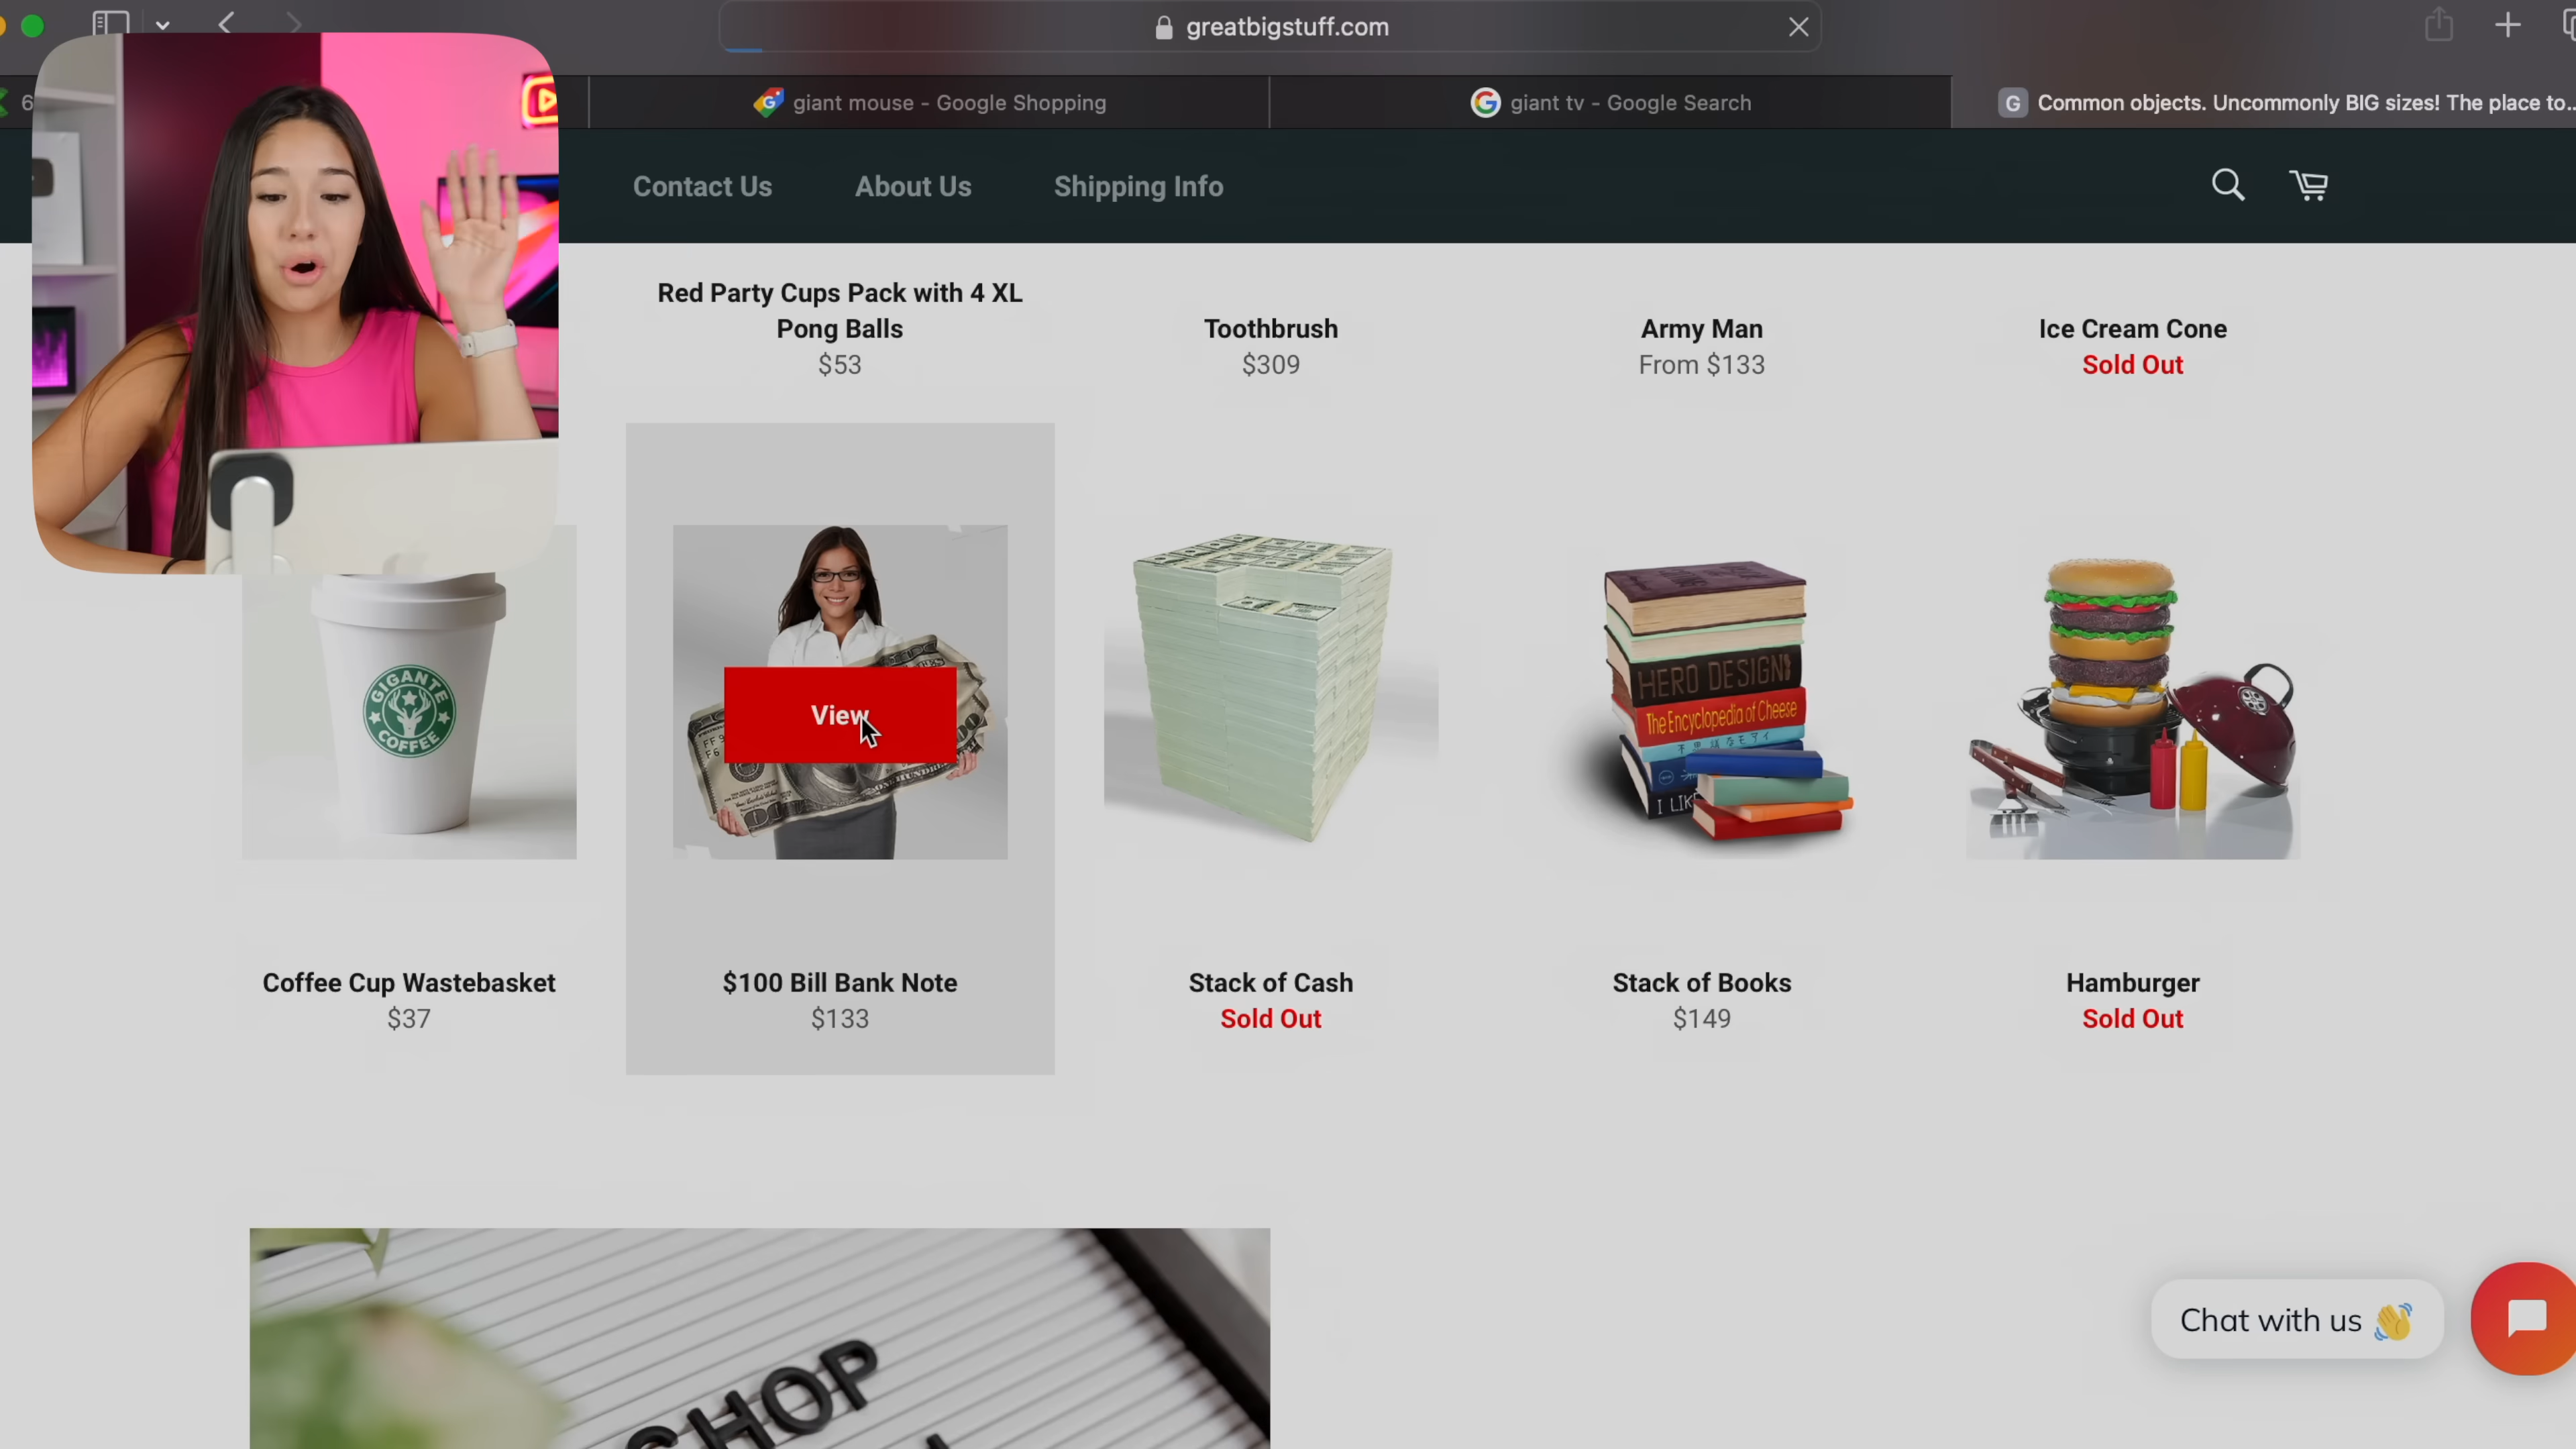 greatbigstuff.com
6
giant mouse - Google Shopping
giant tv - Google Search
G
Common objects. Uncommonly BIG sizes! The place to...
Contact Us
About Us
Shipping Info
Red Party Cups Pack with 4 XL
Pong Balls
$53
Toothbrush
$309
Army Man
From $133
Ice Cream Cone
Sold Out
GIGANTE
COFFEE
View
HERO DESIGNS
The Encyclopedia of Cheese
I LIKE
Coffee Cup Wastebasket
$37
$100 Bill Bank Note
$133
Stack of Cash
Sold Out
Stack of Books
$149
Hamburger
Sold Out
SHOP
Chat with us 👋